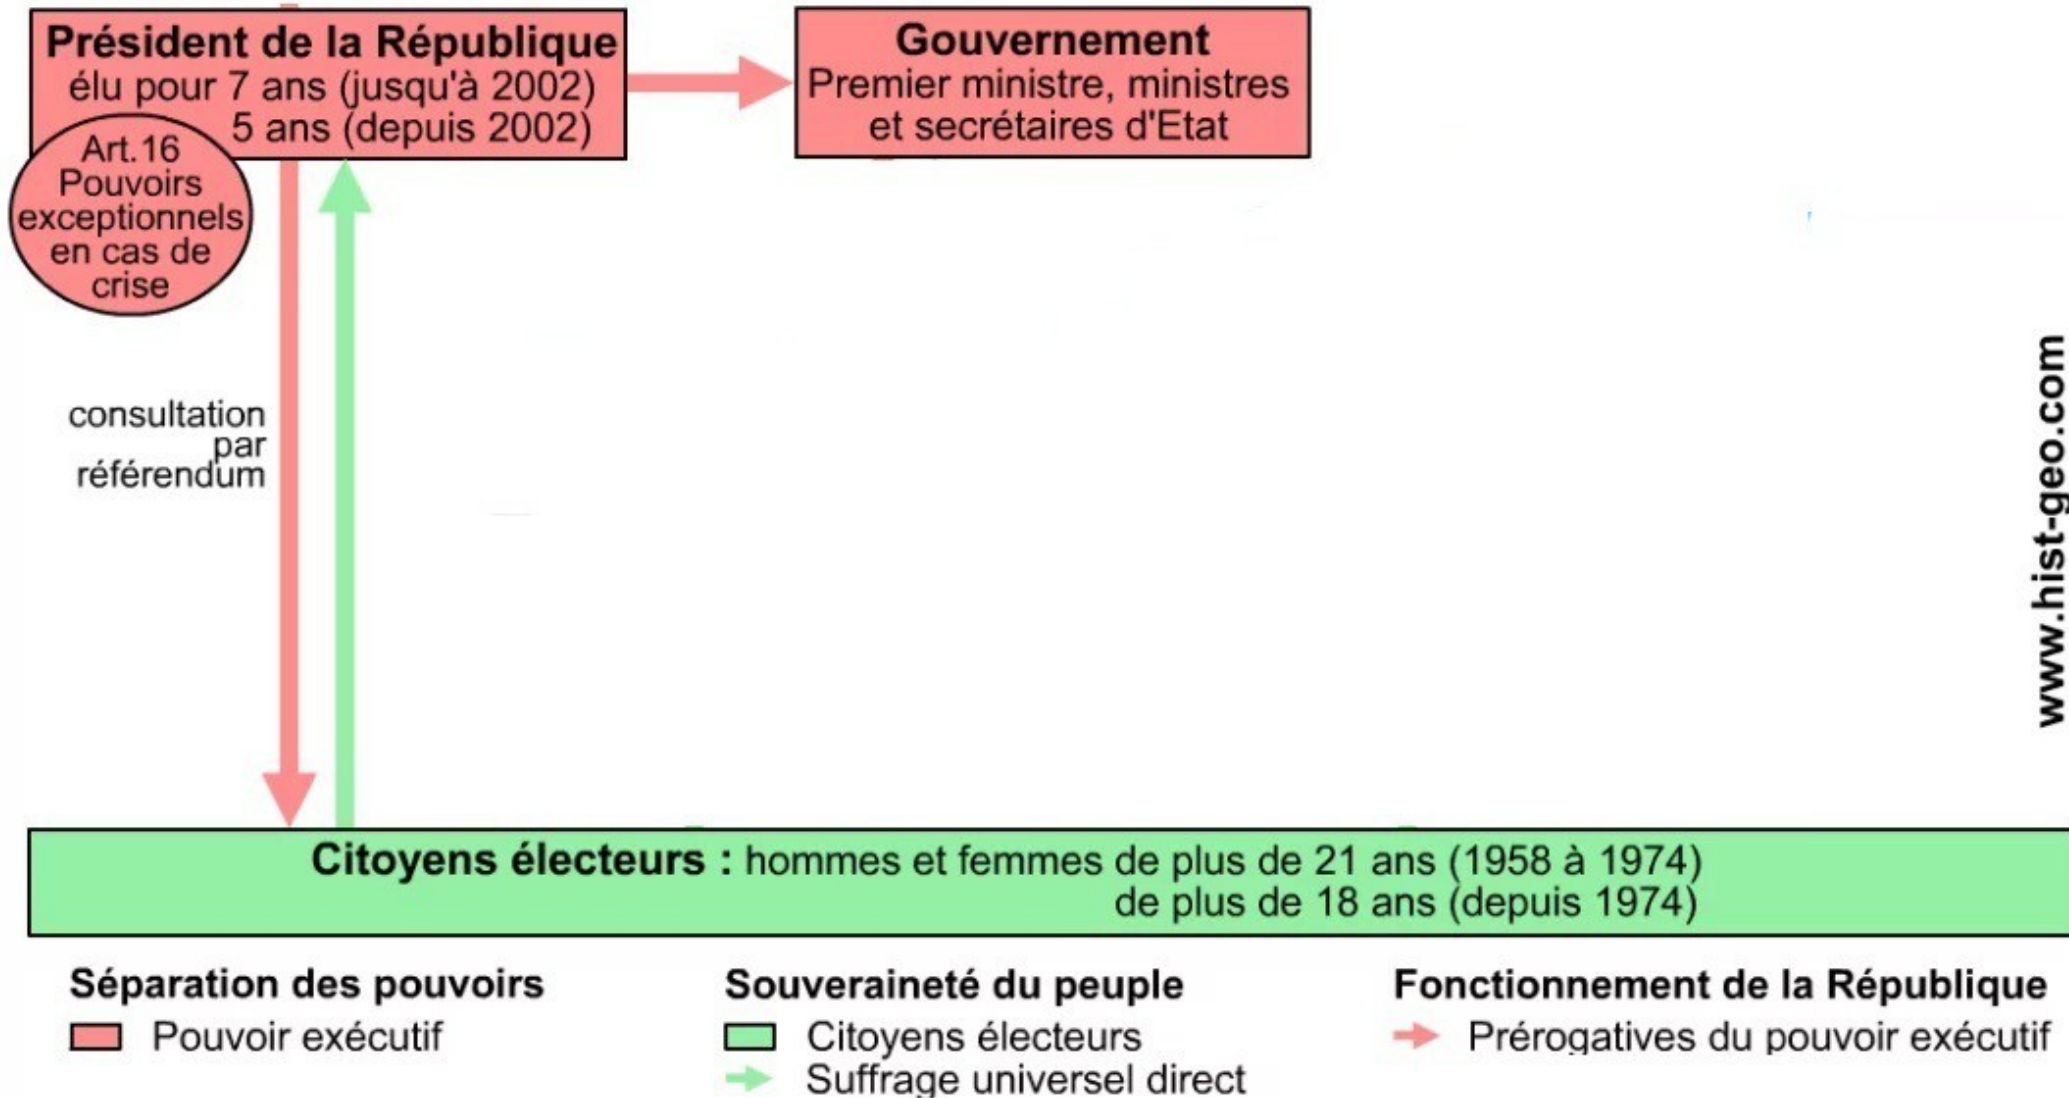 Président de la République
élu pour 7 ans (jusqu'à 2002)
5 ans (depuis 2002)
Art.16
Pouvoirs
exceptionnels
en cas de
crise
Gouvernement
Premier ministre, ministres
et secrétaires d'Etat
consultation
par
référendum
www.hist-geo.com
Citoyens électeurs : hommes et femmes de plus de 21 ans (1958 à 1974)
de plus de 18 ans (depuis 1974)
Séparation des pouvoirs
Pouvoir exécutif
Souveraineté du peuple
Citoyens électeurs
Suffrage universel direct
Fonctionnement de la République
Prérogatives du pouvoir exécutif